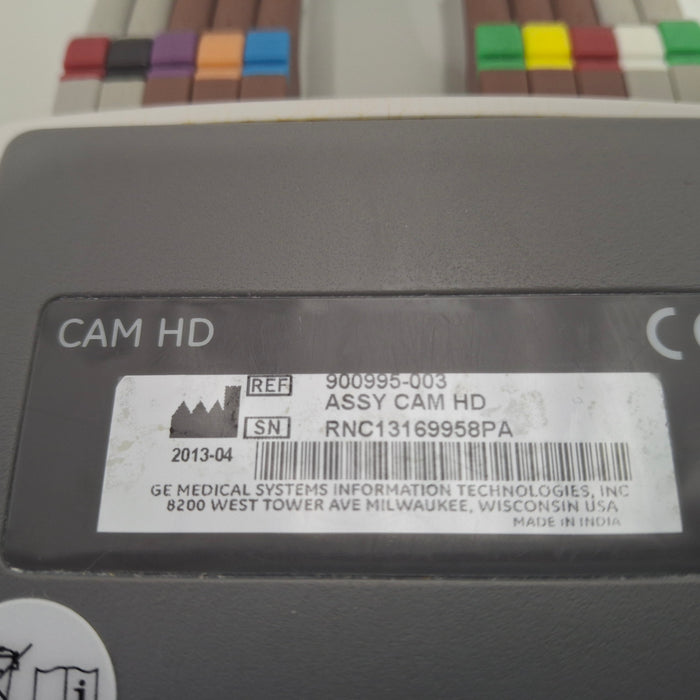 CAM HD
REF 900995-003
ASSY CAM HD
SN RNC13169958PA
2013-04
GE MEDICAL SYSTEMS INFORMATION TECHNOLOGIES, INC
8200 WEST TOWER AVE MILWAUKEE, WISCONSIN USA
MADE IN INDIA